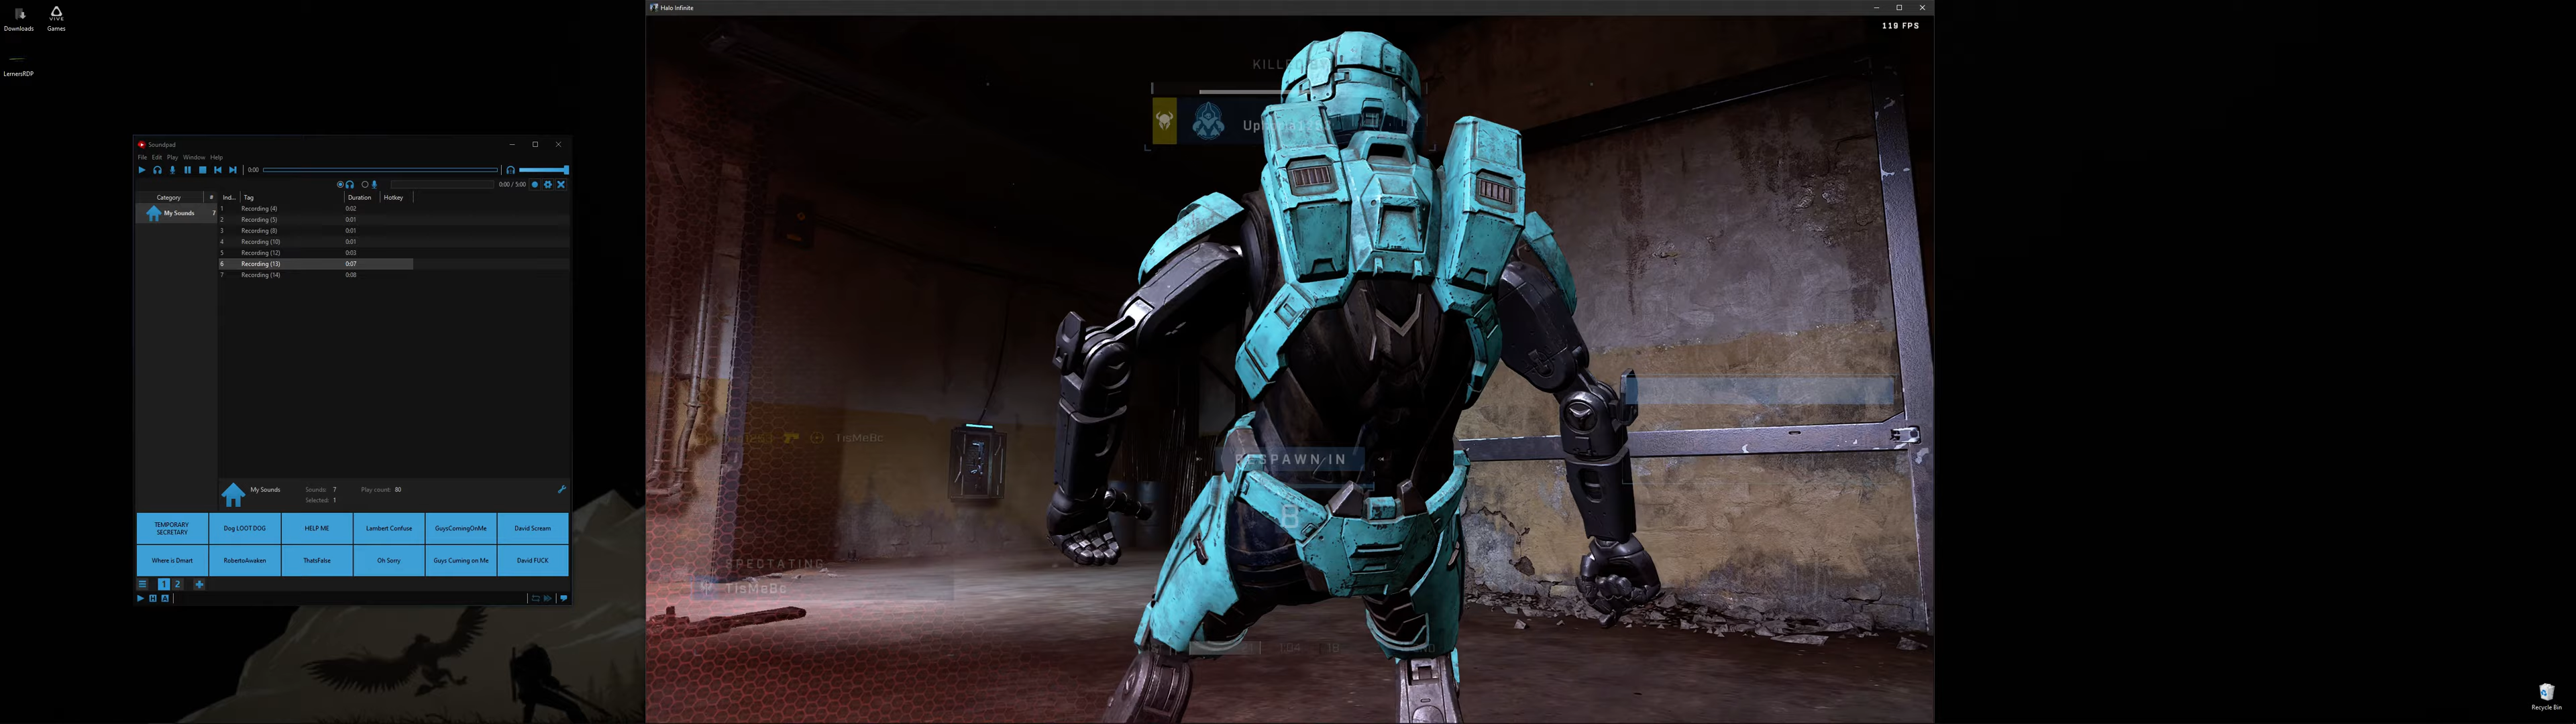 Downloads
Games
LernersRDP
Soundpad
File Edit Play Window Help
0:00
0:00 / 5:00
Category # Ind... Tag Duration Hotkey
My Sounds 7
1 Recording (4) 0:02
2 Recording (5) 0:01
3 Recording (8) 0:01
4 Recording (10) 0:01
5 Recording (12) 0:03
6 Recording (13) 0:07
7 Recording (14) 0:08
My Sounds Sounds: 7 Play count: 80
Selected: 1
TEMPORARY SECRETARY
Dog LOOT DOG
HELP ME
Lambert Confuse
GuysComingOnMe
David Scream
Where is Dmart
RobertoAwaken
ThatsFalse
Oh Sorry
Guys Cuming on Me
David FUCK
1 2
Halo Infinite
119 FPS
TisMeBc
RESPAWN IN
8
SPECTATING
TisMeBc
Recycle Bin